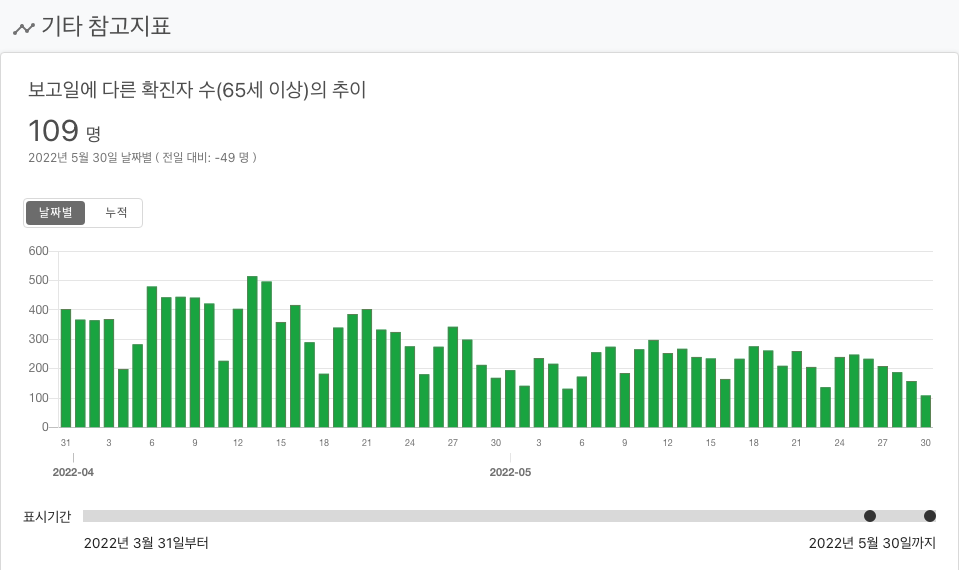 기타 참고지표
보고일에 다른 확진자 수(65세 이상)의 추이
109 명
2022년 5월 30일 날짜별 ( 전일 대비: -49 명 )
날짜별 누적
600
500
400
300
200
100
0
31 3 6 9 12 15 18 21 24 27 30 3 6 9 12 15 18 21 24 27 30
2022-04 2022-05
표시기간
2022년 3월 31일부터 2022년 5월 30일까지